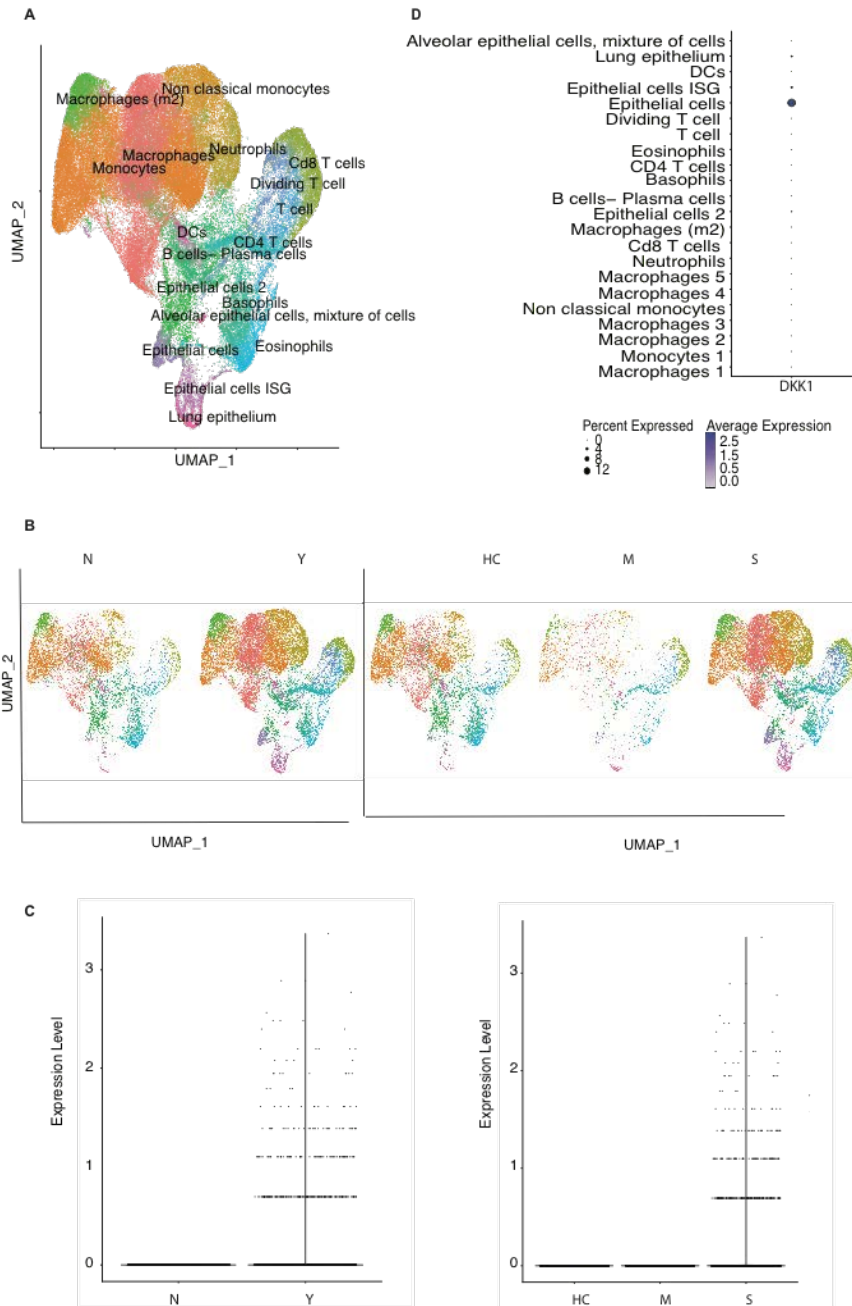 A
UMAP_2
Macrophages (m2)
Non classical monocytes
Macrophages
Monocytes
Neutrophils
Cd8 T cells
Dividing T cell
T cell
DCs
CD4 T cells
B cells– Plasma cells
Epithelial cells 2
Basophils
Alveolar epithelial cells, mixture of cells
Epithelial cells
Eosinophils
Epithelial cells ISG
Lung epithelium
UMAP_1
D
Alveolar epithelial cells, mixture of cells
Lung epithelium
DCs
Epithelial cells ISG
Epithelial cells
Dividing T cell
T cell
Eosinophils
CD4 T cells
Basophils
B cells– Plasma cells
Epithelial cells 2
Macrophages (m2)
Cd8 T cells
Neutrophils
Macrophages 5
Macrophages 4
Non classical monocytes
Macrophages 3
Macrophages 2
Monocytes 1
Macrophages 1
DKK1
Percent Expressed
0
4
8
12
Average Expression
2.5
1.5
0.5
0.0
B
N Y HC M S
UMAP_2
UMAP_1
UMAP_1
C
Expression Level
3
2
1
0
N Y
Expression Level
3
2
1
0
HC M S